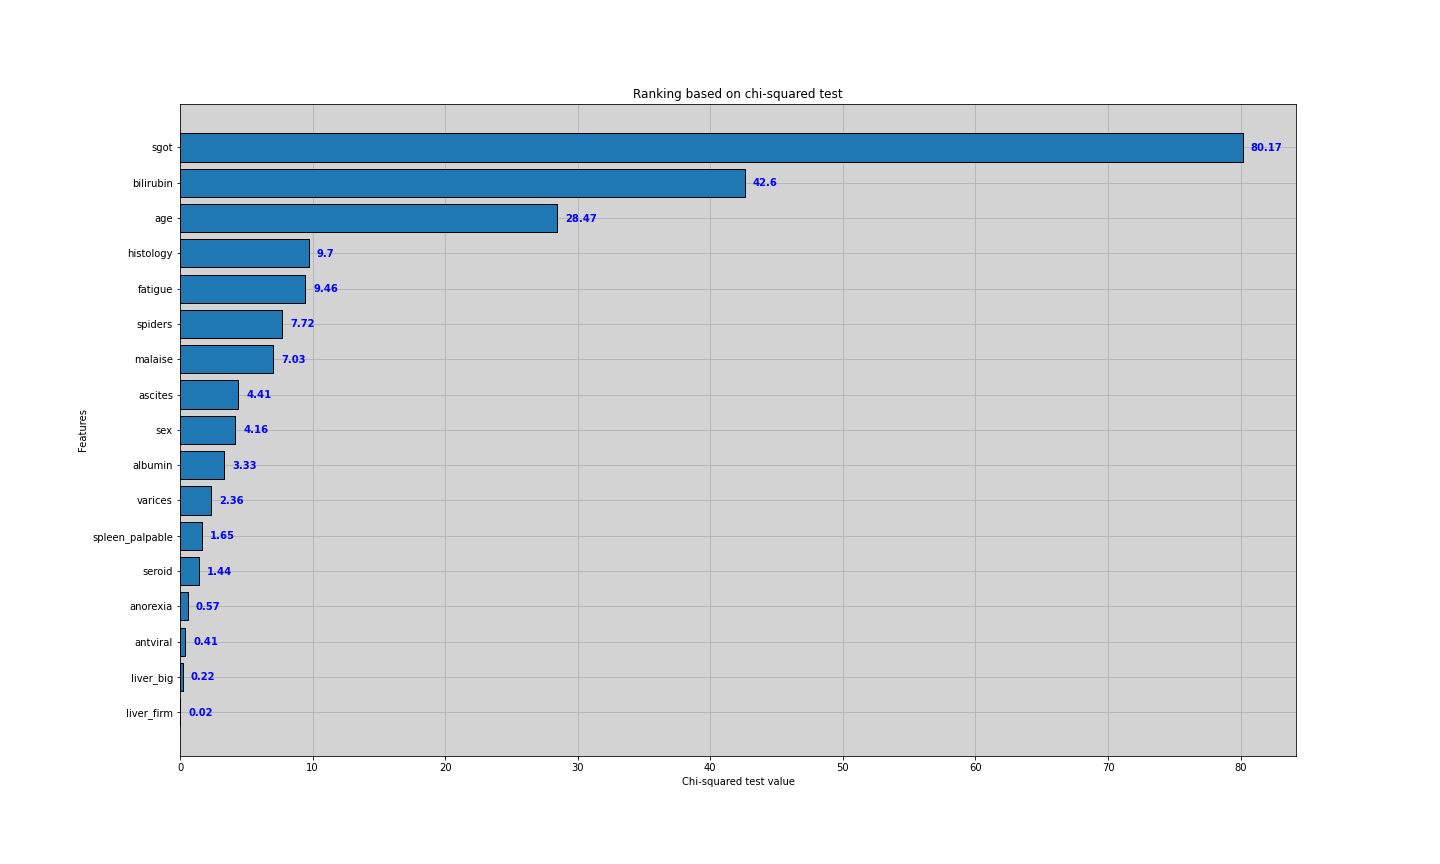 Ranking based on chi-squared test
sgot 80.17
bilirubin 42.6
age 28.47
histology 9.7
fatigue 9.46
spiders 7.72
malaise 7.03
ascites 4.41
sex 4.16
albumin 3.33
varices 2.36
spleen_palpable 1.65
seroid 1.44
anorexia 0.57
antviral 0.41
liver_big 0.22
liver_firm 0.02
Features
0 10 20 30 40 50 60 70 80
Chi-squared test value